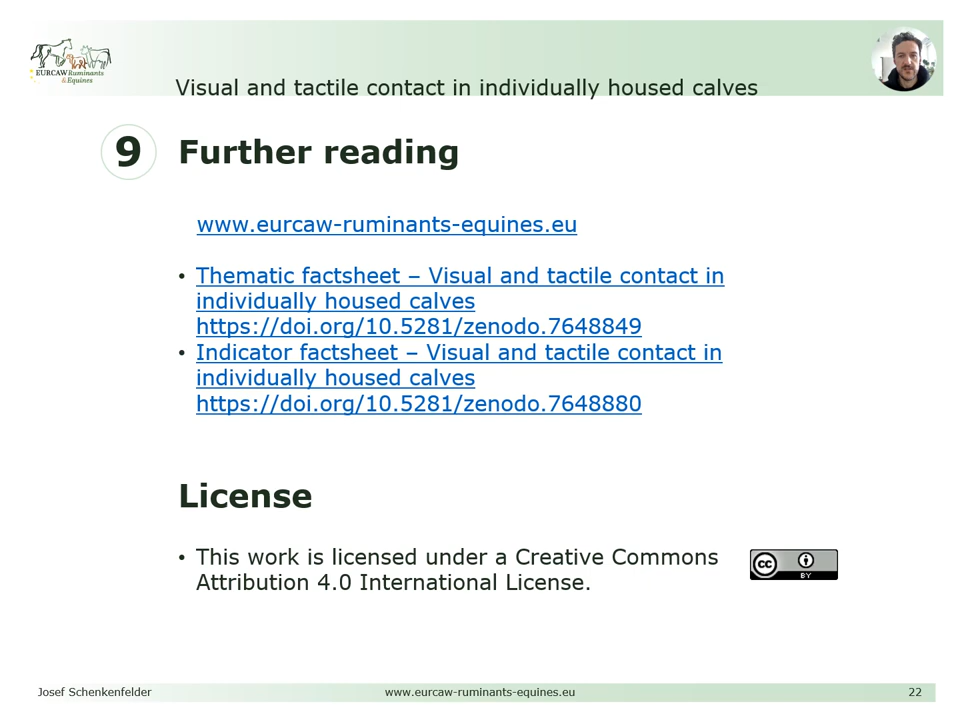 EURCAW Ruminants
& Equines
Visual and tactile contact in individually housed calves
9 Further reading
www.eurcaw-ruminants-equines.eu
• Thematic factsheet – Visual and tactile contact in
individually housed calves
https://doi.org/10.5281/zenodo.7648849
• Indicator factsheet – Visual and tactile contact in
individually housed calves
https://doi.org/10.5281/zenodo.7648880
License
• This work is licensed under a Creative Commons
Attribution 4.0 International License.
cc
BY
Josef Schenkenfelder www.eurcaw-ruminants-equines.eu 22